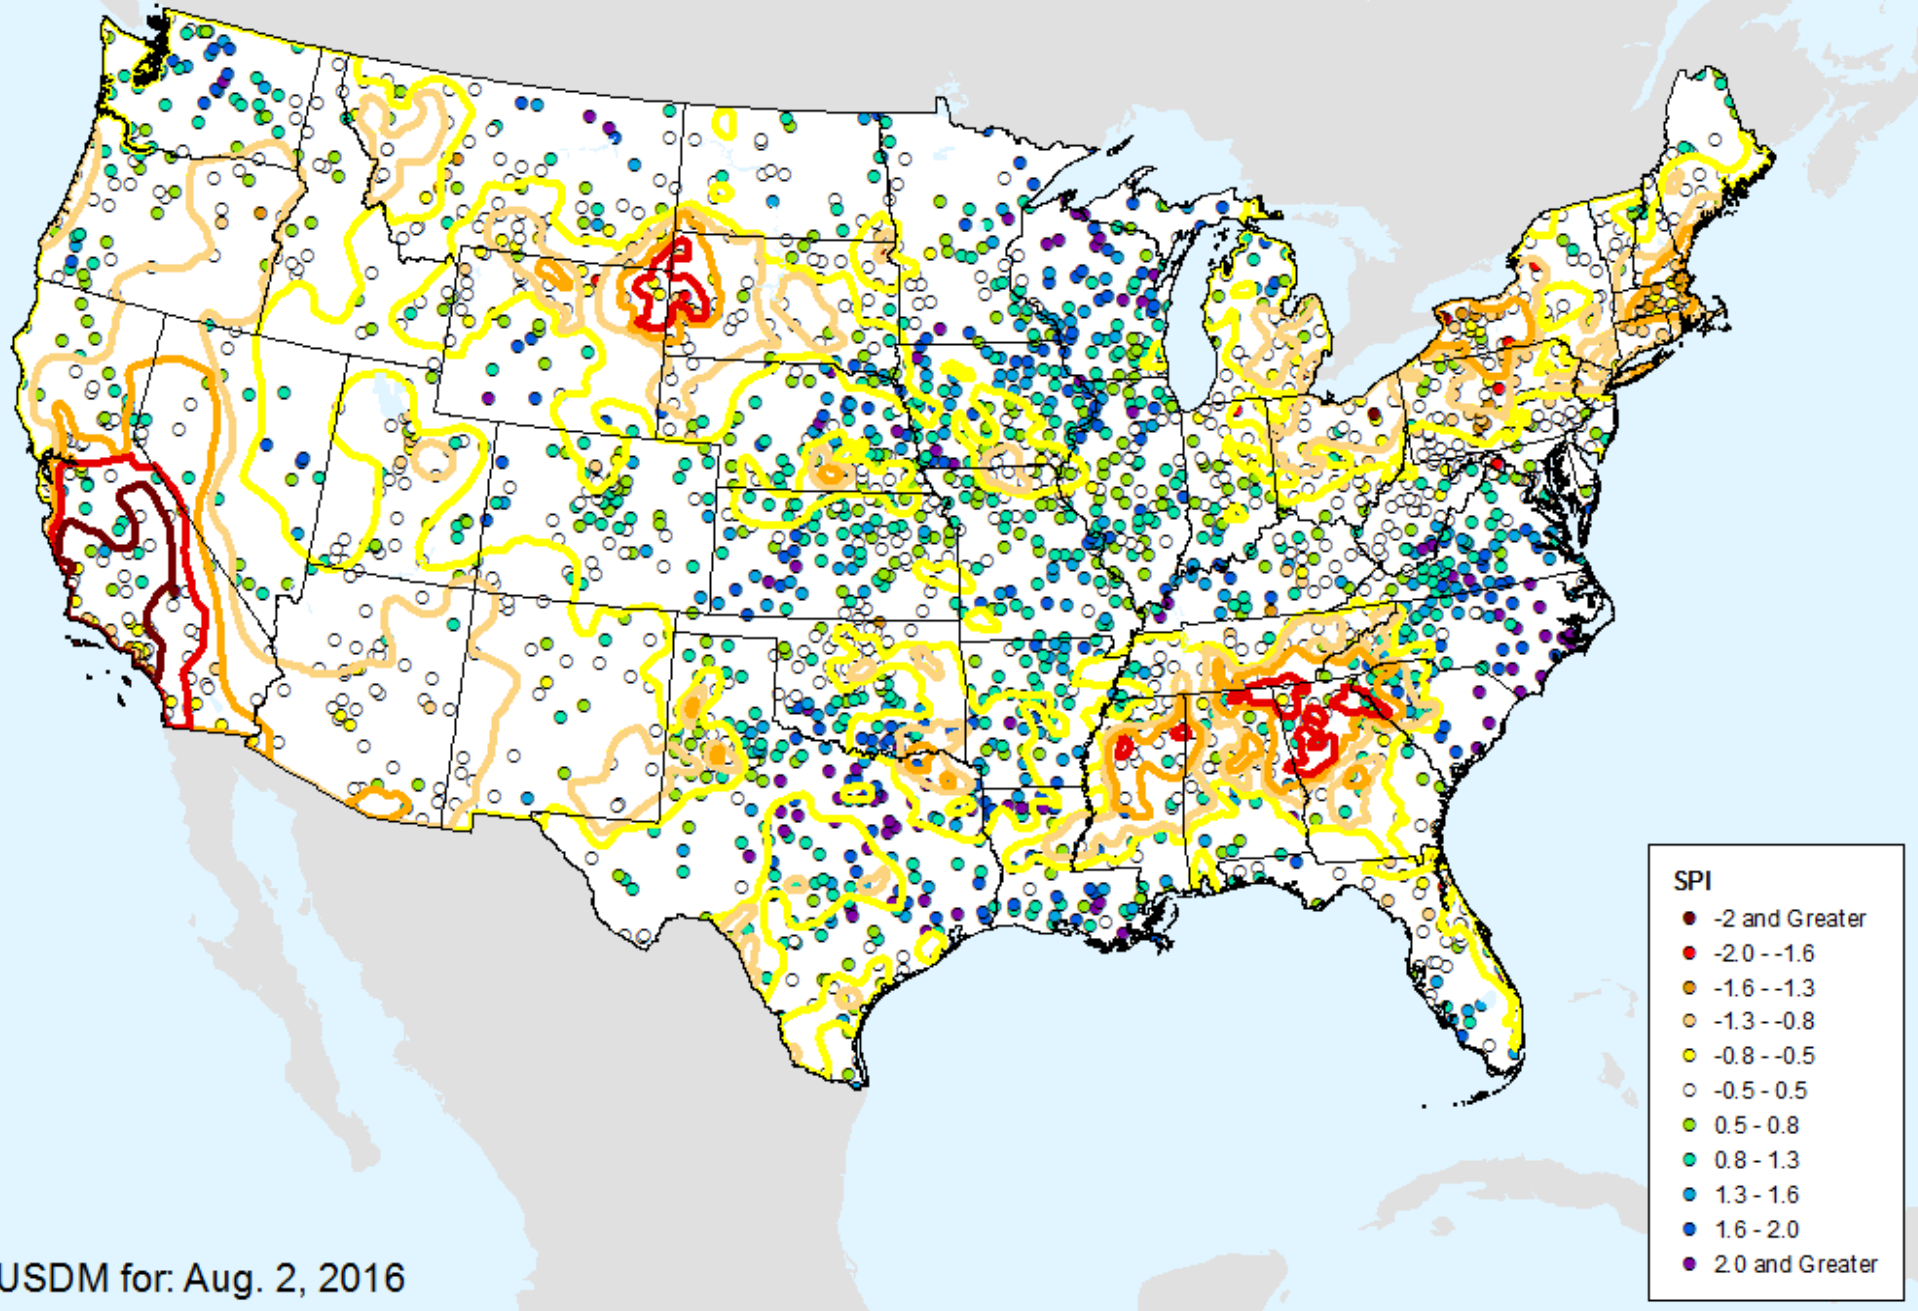 SPI
-2 and Greater
-2.0 - -1.6
-1.6 - -1.3
-1.3 - -0.8
-0.8 - -0.5
-0.5 - 0.5
0.5 - 0.8
0.8 - 1.3
1.3 - 1.6
1.6 - 2.0
2.0 and Greater
USDM for: Aug. 2, 2016